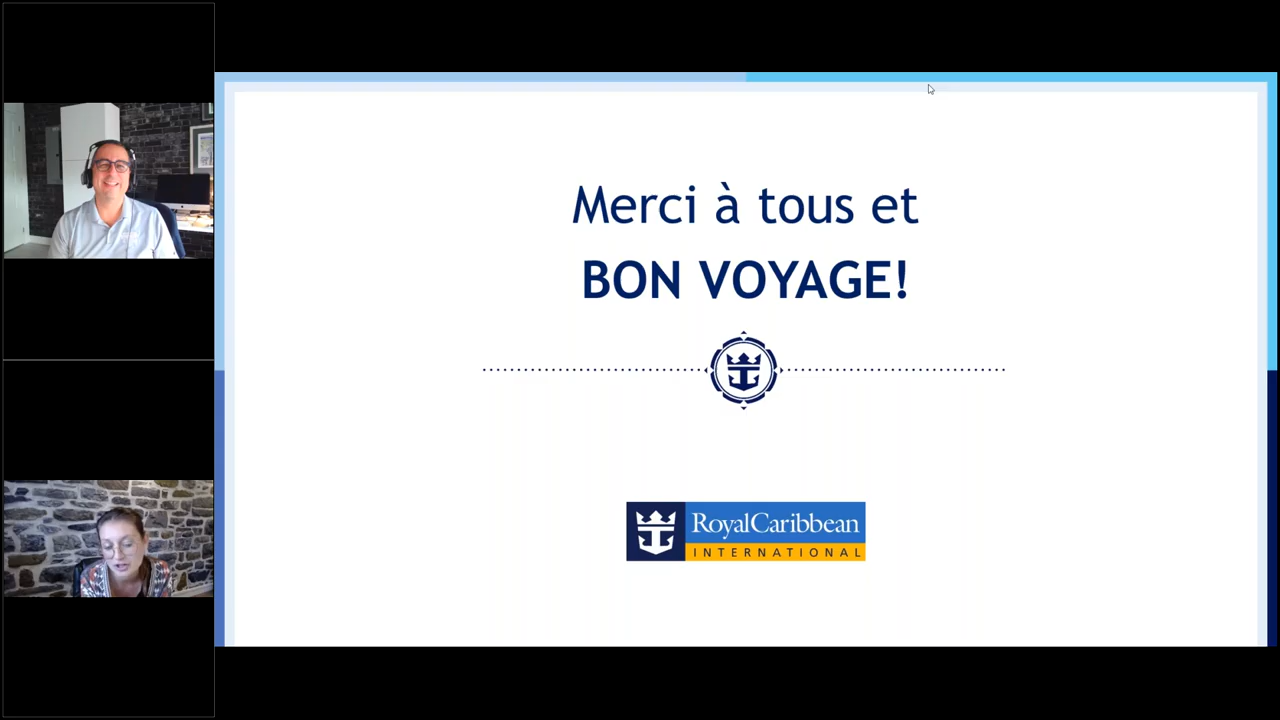 Merci à tous et
BON VOYAGE!
RoyalCaribbean
INTERNATIONAL